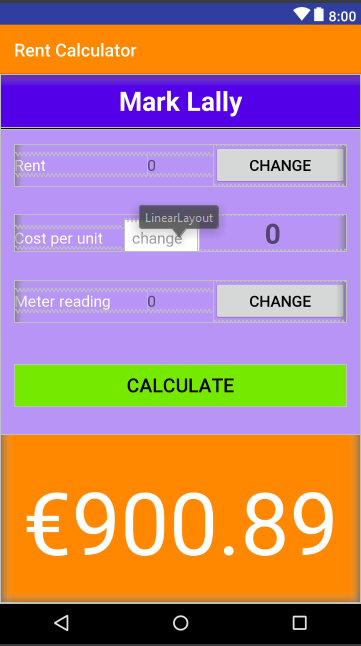 8:00
Rent Calculator
Mark Lally
Rent 0 CHANGE
LinearLayout
Cost per unit change 0
Meter reading 0 CHANGE
CALCULATE
€900.89